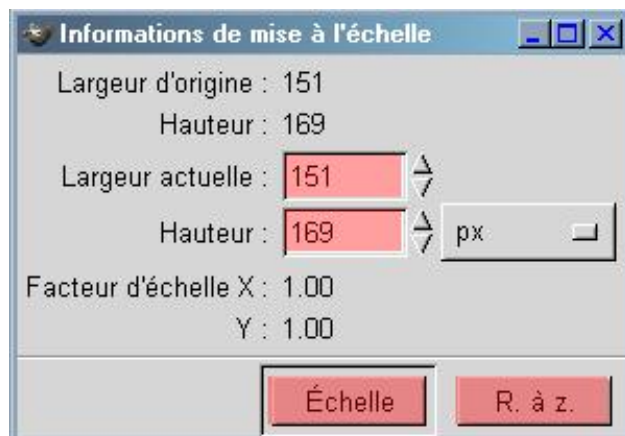 Informations de mise à l'échelle
Largeur d'origine : 151
Hauteur : 169
Largeur actuelle : 151
Hauteur : 169 px
Facteur d'échelle X : 1.00
Y : 1.00
Échelle R. à z.